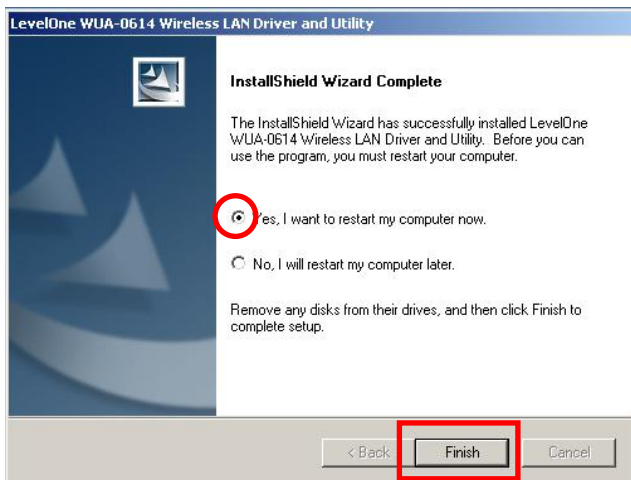 LevelOne WUA-0614 Wireless LAN Driver and Utility
InstallShield Wizard Complete
The InstallShield Wizard has successfully installed LevelOne
WUA-0614 Wireless LAN Driver and Utility. Before you can
use the program, you must restart your computer.
Yes, I want to restart my computer now.
No, I will restart my computer later.
Remove any disks from their drives, and then click Finish to
complete setup.
< Back
Finish
Cancel